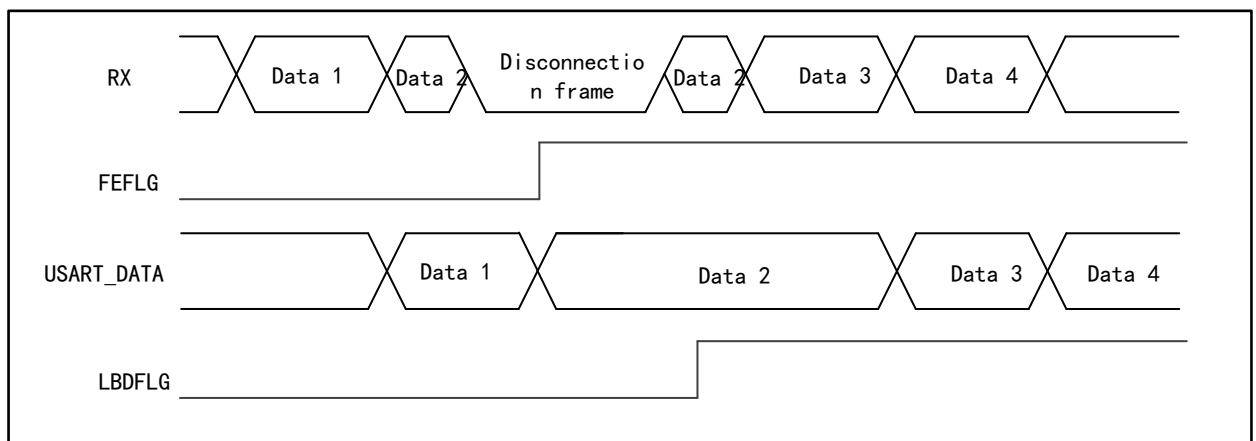 RX
Data 1
Data 2
Disconnectio
n frame
Data 2
Data 3
Data 4
FEFLG
USART_DATA
Data 1
Data 2
Data 3
Data 4
LBDFLG